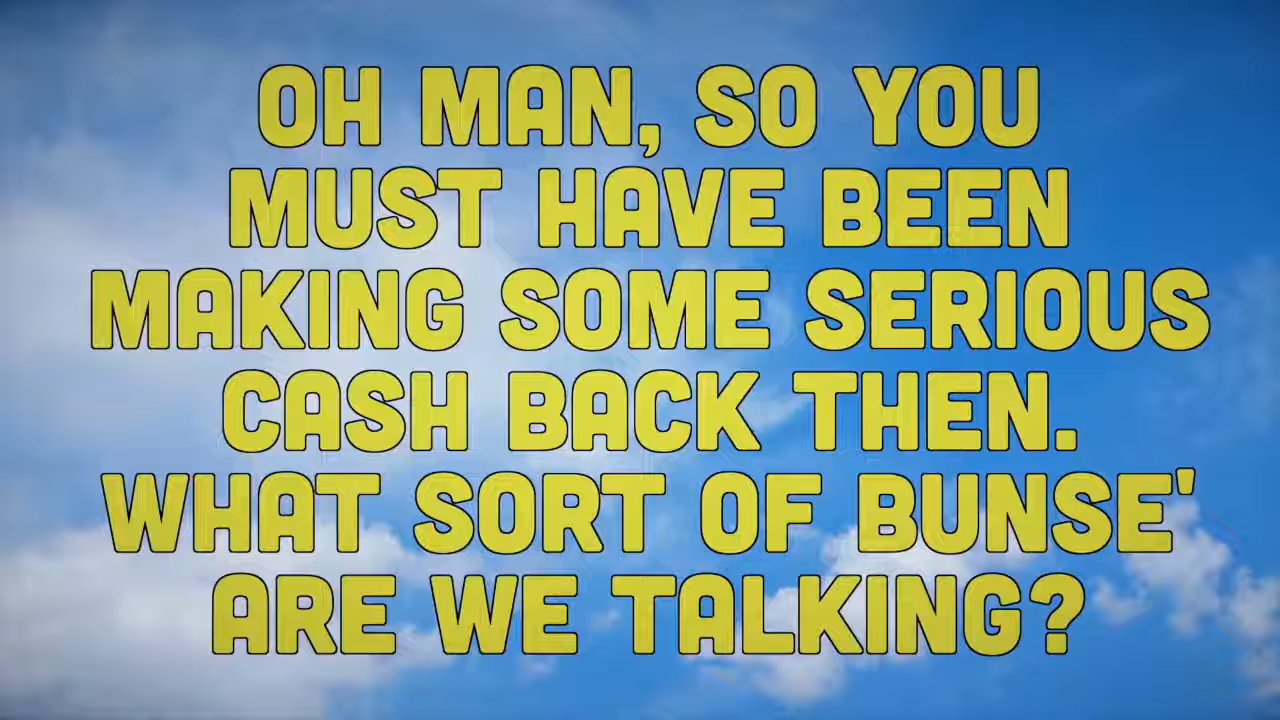 OH MAN, SO YOU
MUST HAVE BEEN
MAKING SOME SERIOUS
CASH BACK THEN.
WHAT SORT OF BUNSE'
ARE WE TALKING?